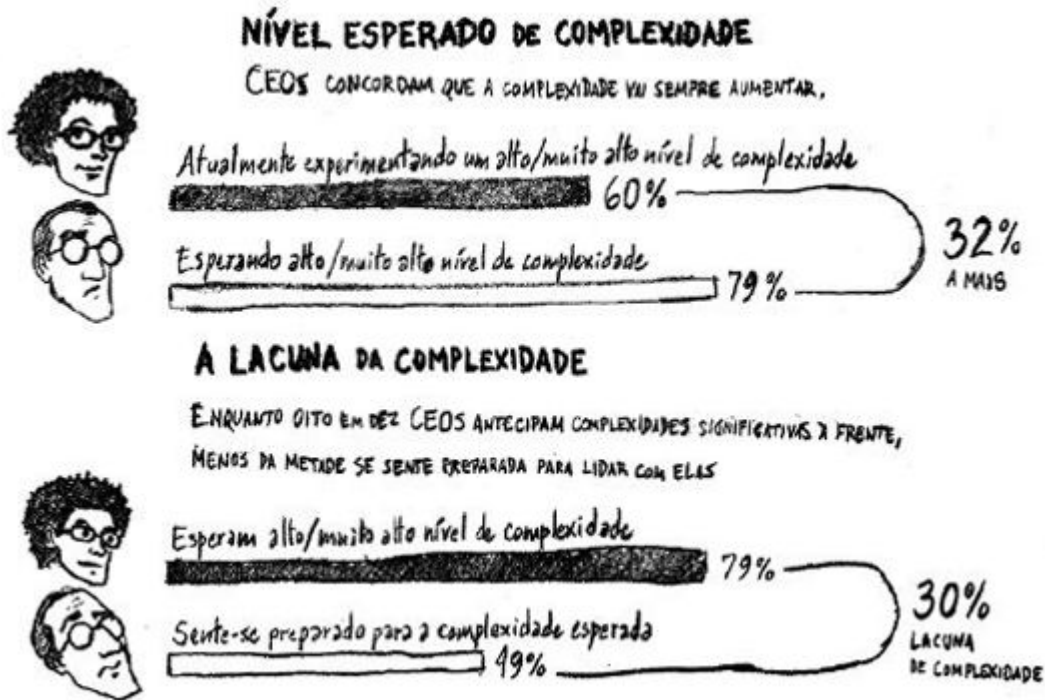 NÍVEL ESPERADO DE COMPLEXIDADE
CEOS CONCORDAM QUE A COMPLEXIDADE VAI SEMPRE AUMENTAR.
Atualmente experimentando um alto/muito alto nível de complexidade
60%
32%
A MAIS
Esperando alto/muito alto nível de complexidade
79%
A LACUNA DA COMPLEXIDADE
ENQUANTO OITO EM DEZ CEOS ANTECIPAM COMPLEXIDADES SIGNIFICATIVAS À FRENTE,
MENOS DA METADE SE SENTE PREPARADA PARA LIDAR COM ELAS
Esperam alto/muito alto nível de complexidade
79%
30%
LACUNA
DE COMPLEXIDADE
Sente-se preparado para a complexidade esperada
49%